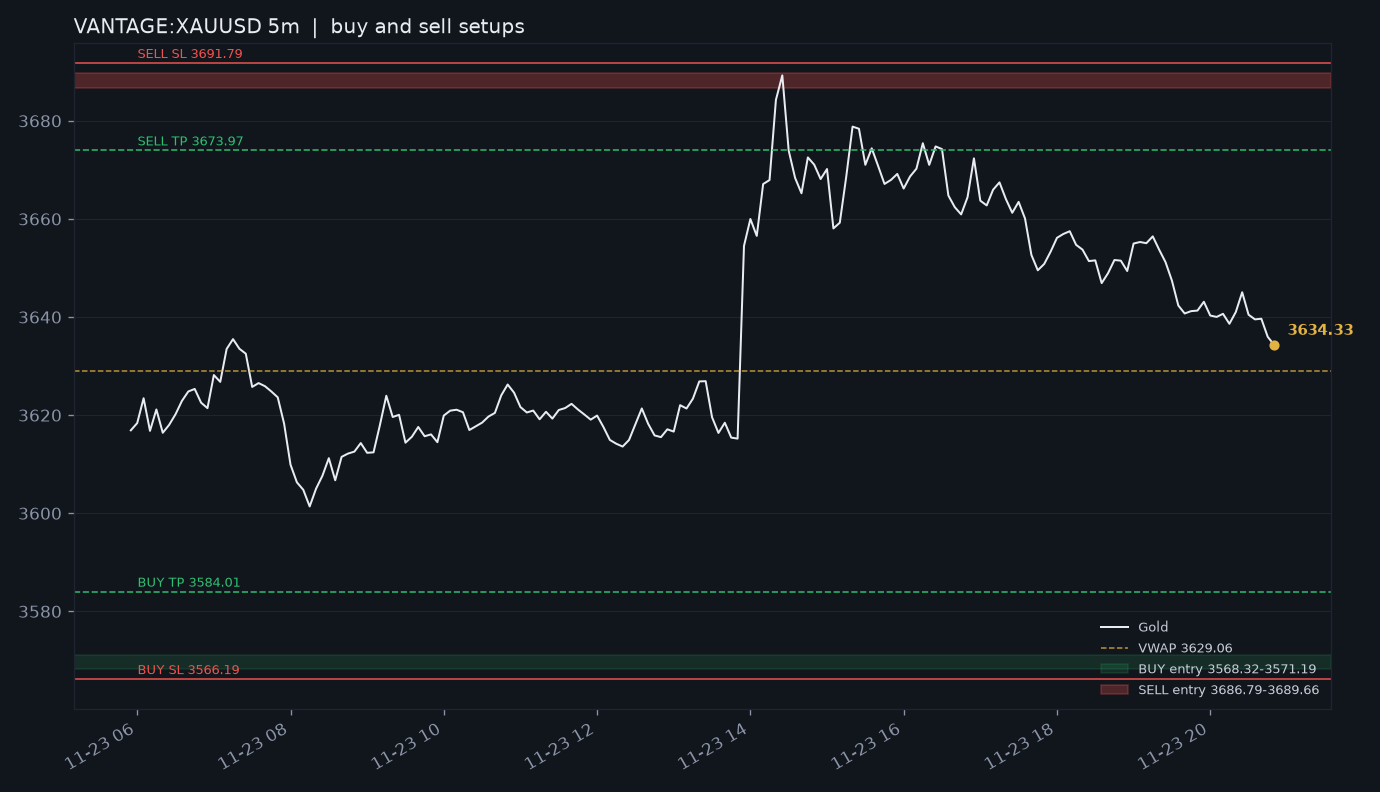 VANTAGE:XAUUSD 5m | buy and sell setups
SELL SL 3691.79
3680
SELL TP 3673.97
3660
3640
3634.33
3620
3600
BUY TP 3584.01
3580
Gold
VWAP 3629.06
BUY SL 3566.19
BUY entry 3568.32-3571.19
SELL entry 3686.79-3689.66
11-23 06
11-23 08
11-23 10
11-23 12
11-23 14
11-23 16
11-23 18
11-23 20